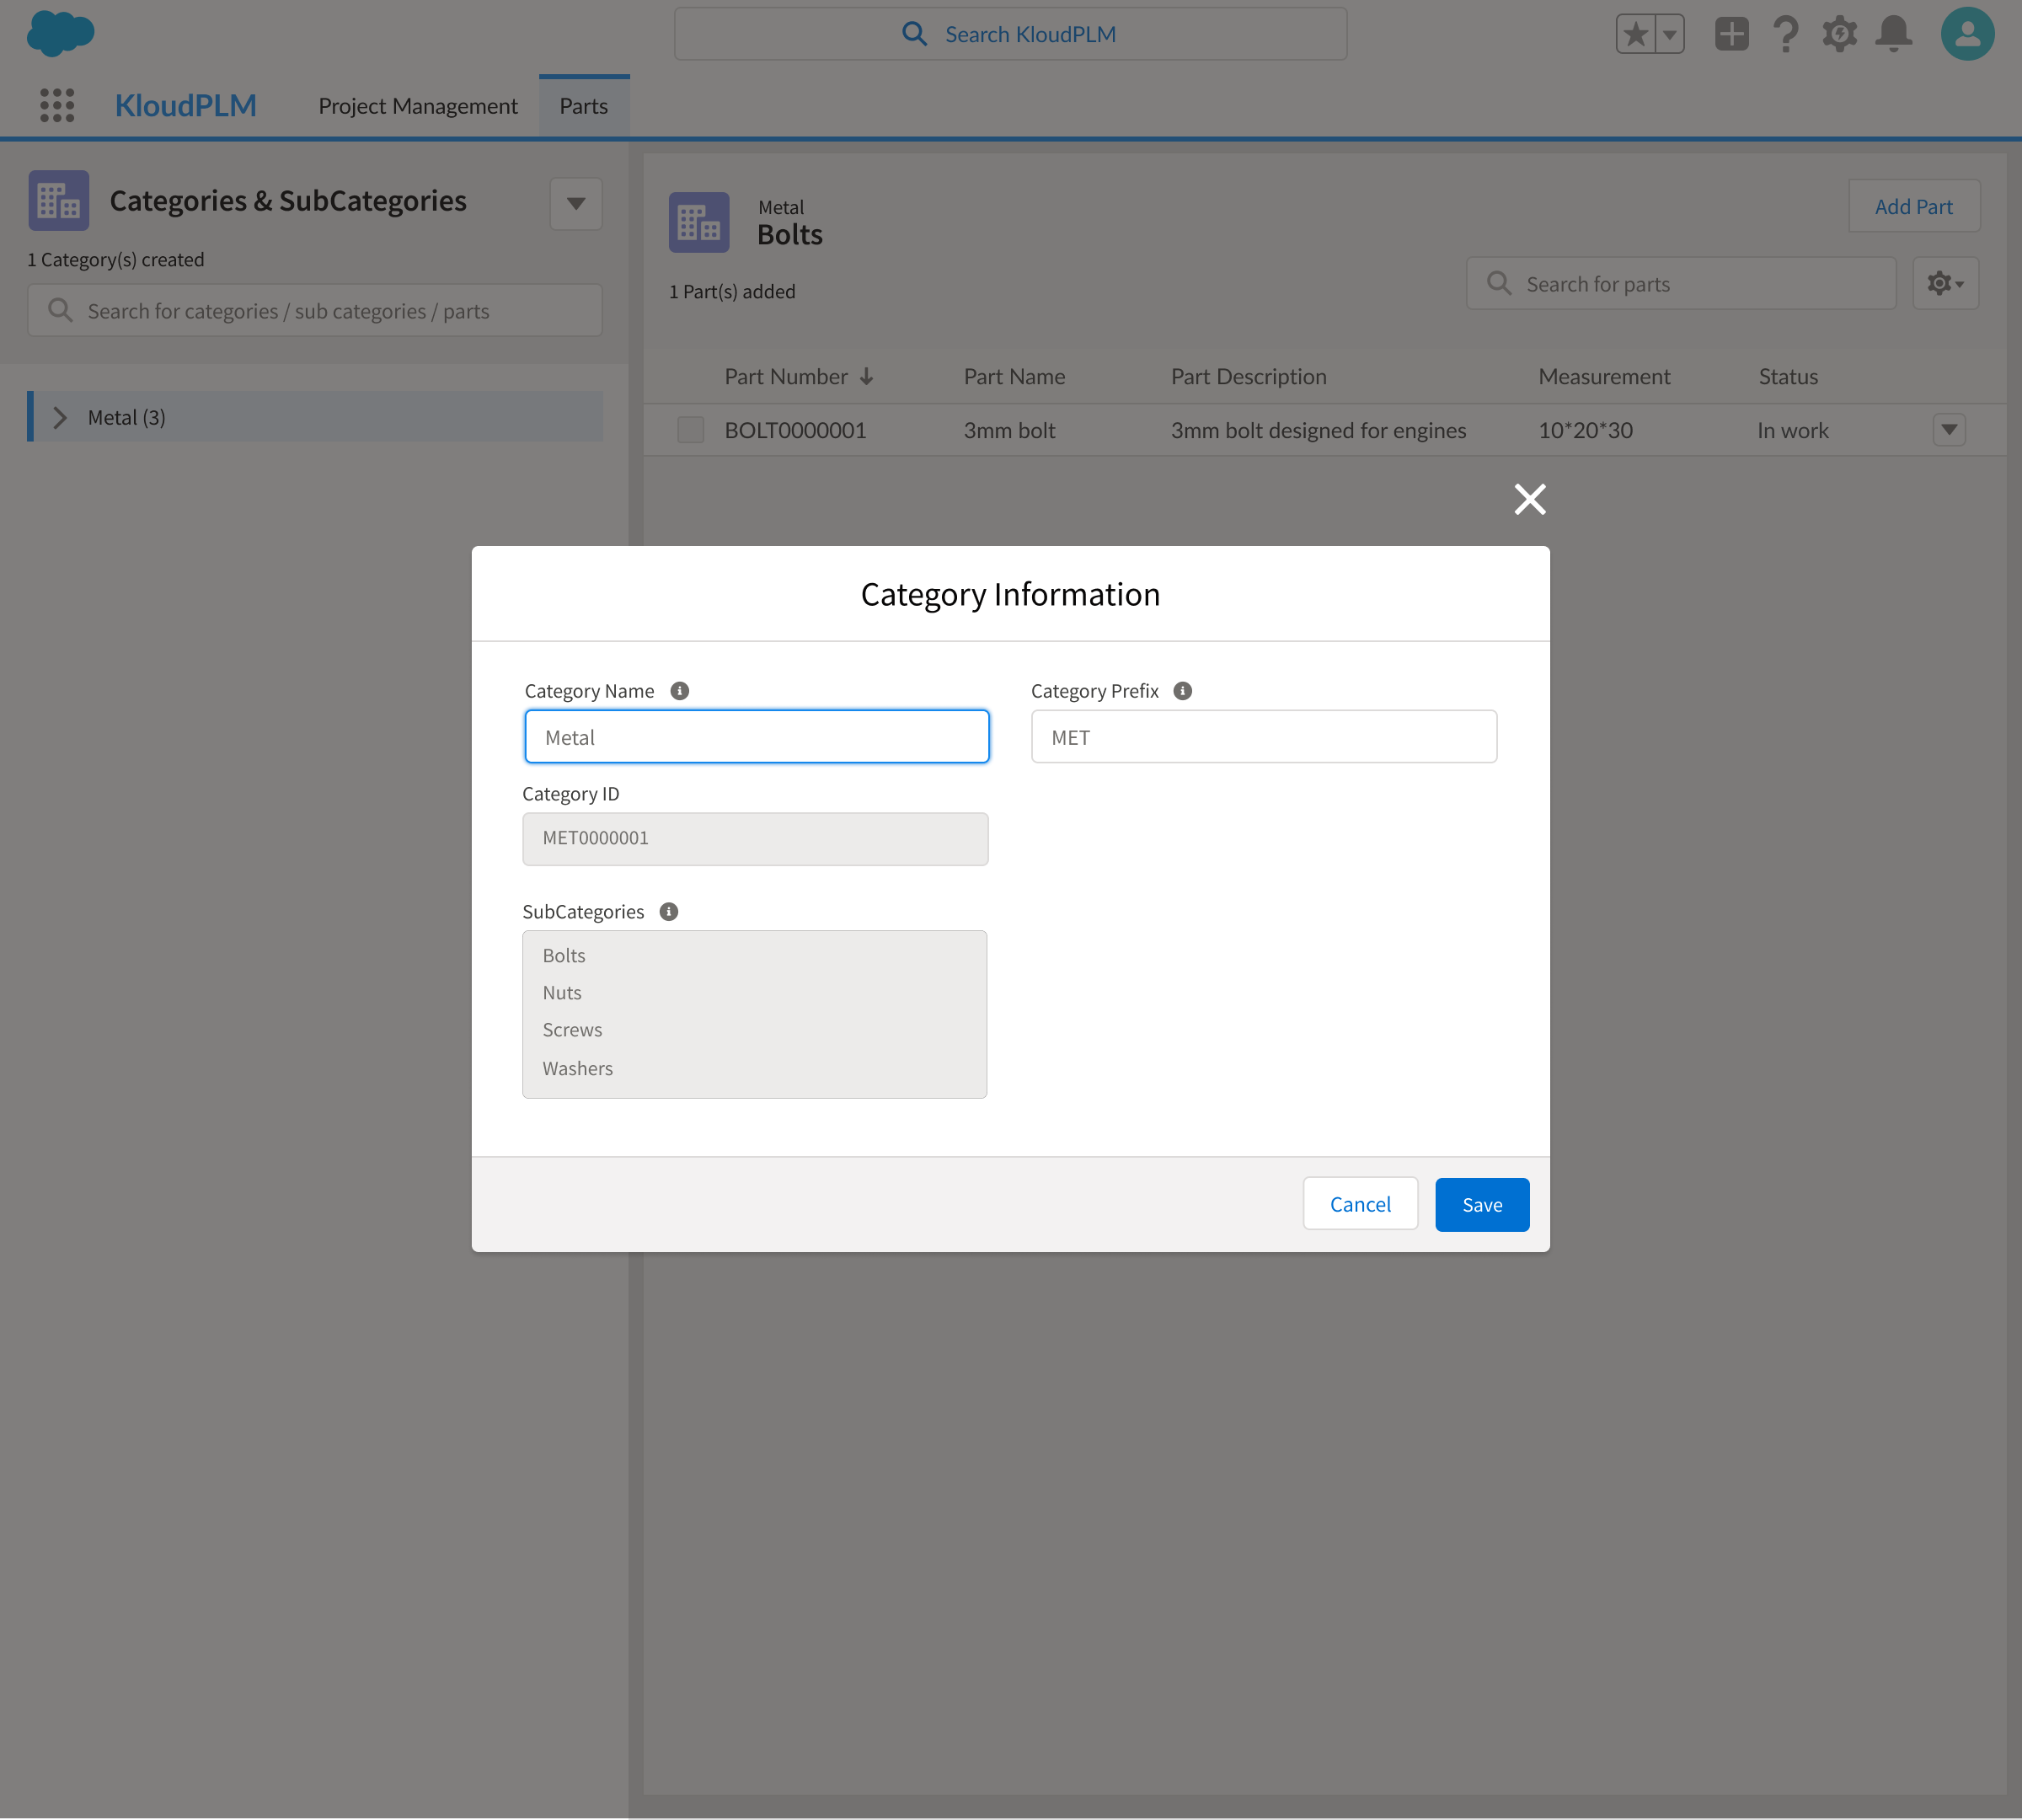 Search KloudPLM
KloudPLM
Project Management
Parts
Categories & SubCategories
1 Category(s) created
Search for categories / sub categories / parts
Metal (3)
Metal
Bolts
Add Part
1 Part(s) added
Search for parts
Part Number
Part Name
Part Description
Measurement
Status
BOLT0000001
3mm bolt
3mm bolt designed for engines
10*20*30
In work
Category Information
Category Name
Category Prefix
Metal
MET
Category ID
MET0000001
SubCategories
Bolts
Nuts
Screws
Washers
Cancel
Save